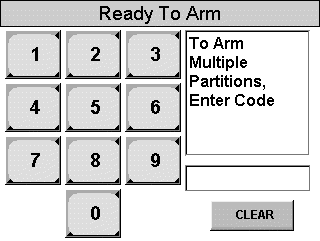 Ready To Arm
1 2 3
To Arm
Multiple
Partitions,
Enter Code
4 5 6
7 8 9
0
CLEAR